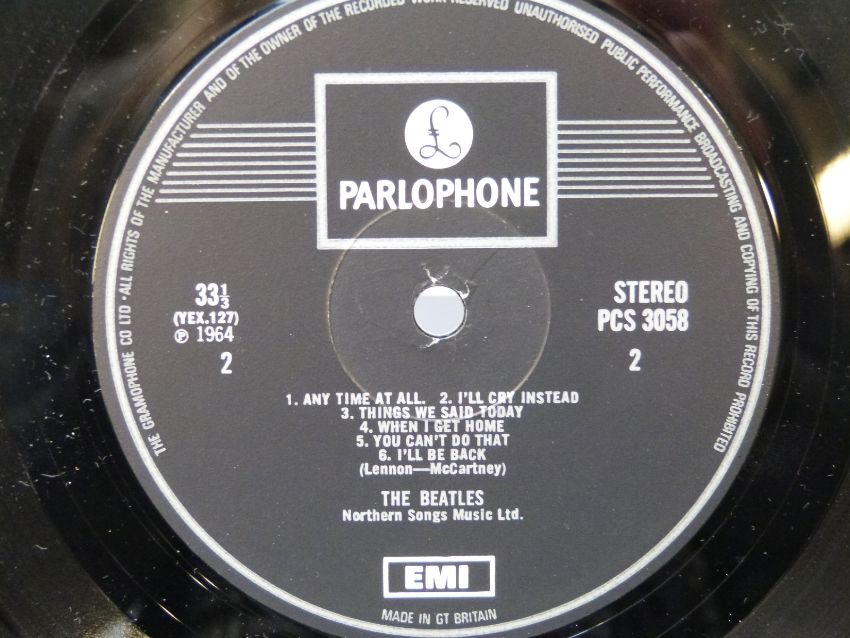 THE GRAMOPHONE CO LTD · ALL RIGHTS OF THE MANUFACTURER AND OF THE OWNER OF THE RECORDED WORK RESERVED UNAUTHORISED PUBLIC PERFORMANCE BROADCASTING AND COPYING OF THIS RECORD PROHIBITED
£
PARLOPHONE
33⅓
(YEX.127)
℗ 1964
2
STEREO
PCS 3058
2
1. ANY TIME AT ALL. 2. I'LL CRY INSTEAD
3. THINGS WE SAID TODAY
4. WHEN I GET HOME
5. YOU CAN'T DO THAT
6. I'LL BE BACK
(Lennon—McCartney)
THE BEATLES
Northern Songs Music Ltd.
EMI
MADE IN GT BRITAIN